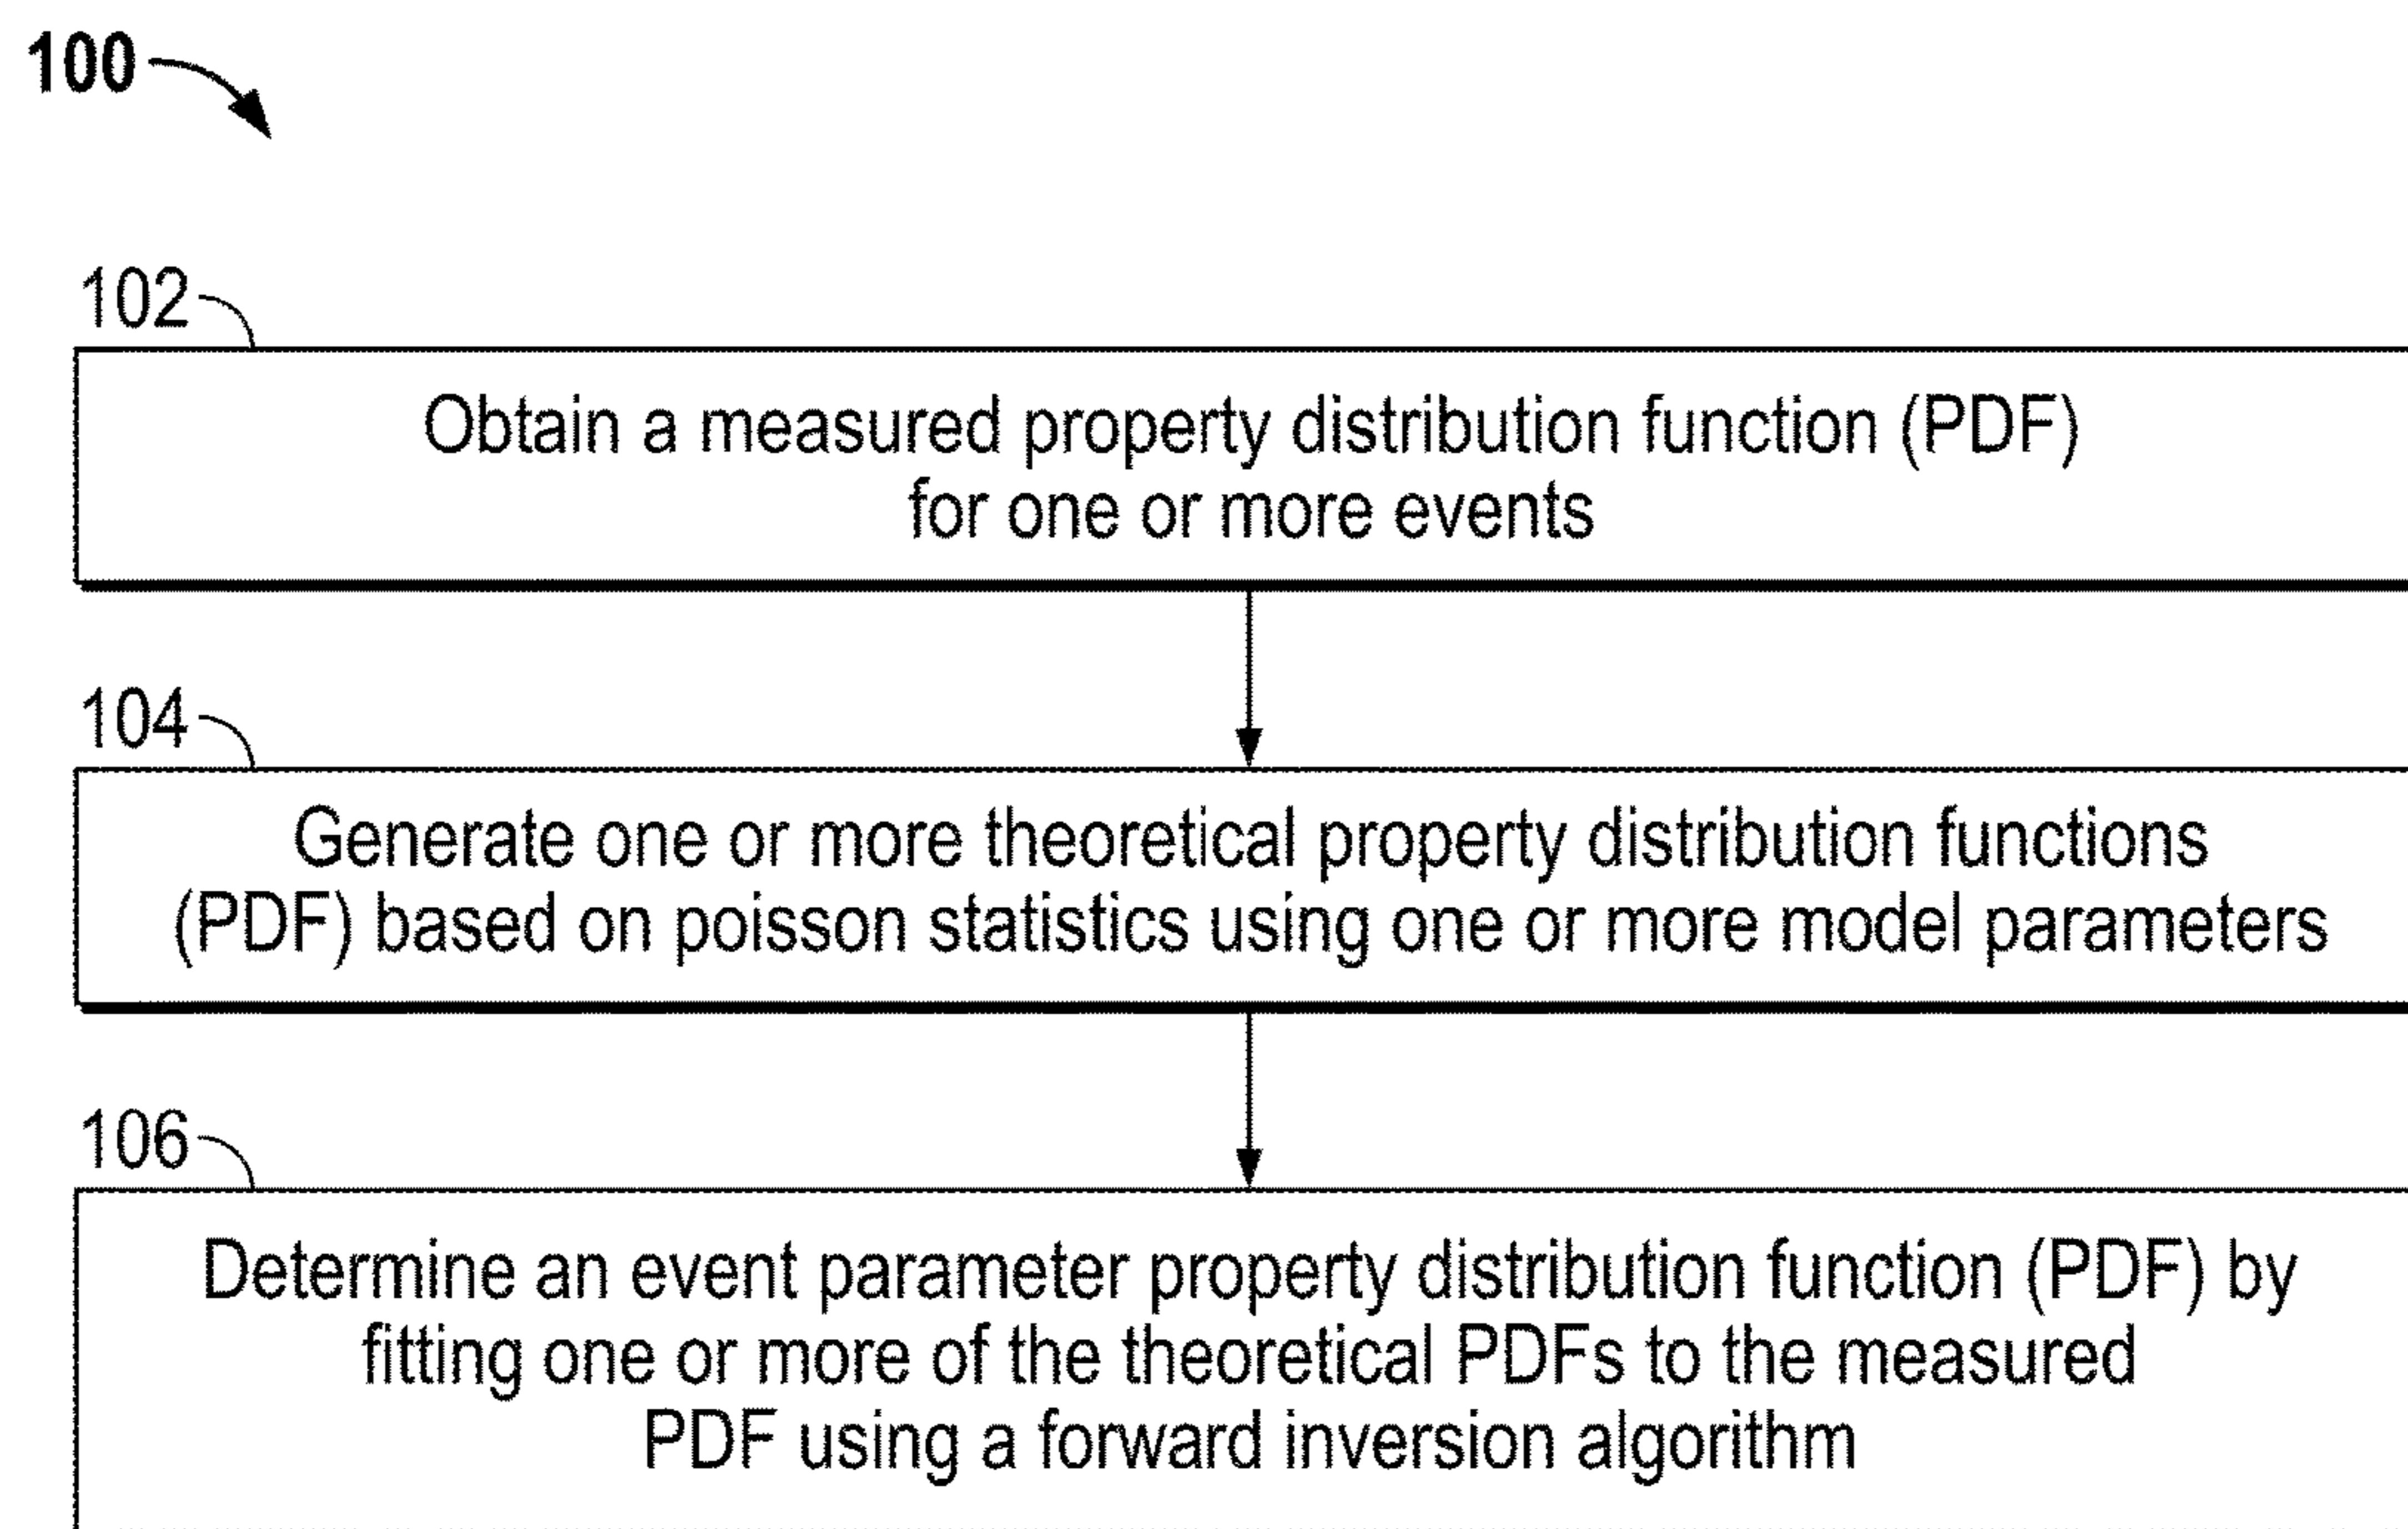 100
102
Obtain a measured property distribution function (PDF)
for one or more events
104
Generate one or more theoretical property distribution functions
(PDF) based on poisson statistics using one or more model parameters
106
Determine an event parameter property distribution function (PDF) by
fitting one or more of the theoretical PDFs to the measured
PDF using a forward inversion algorithm